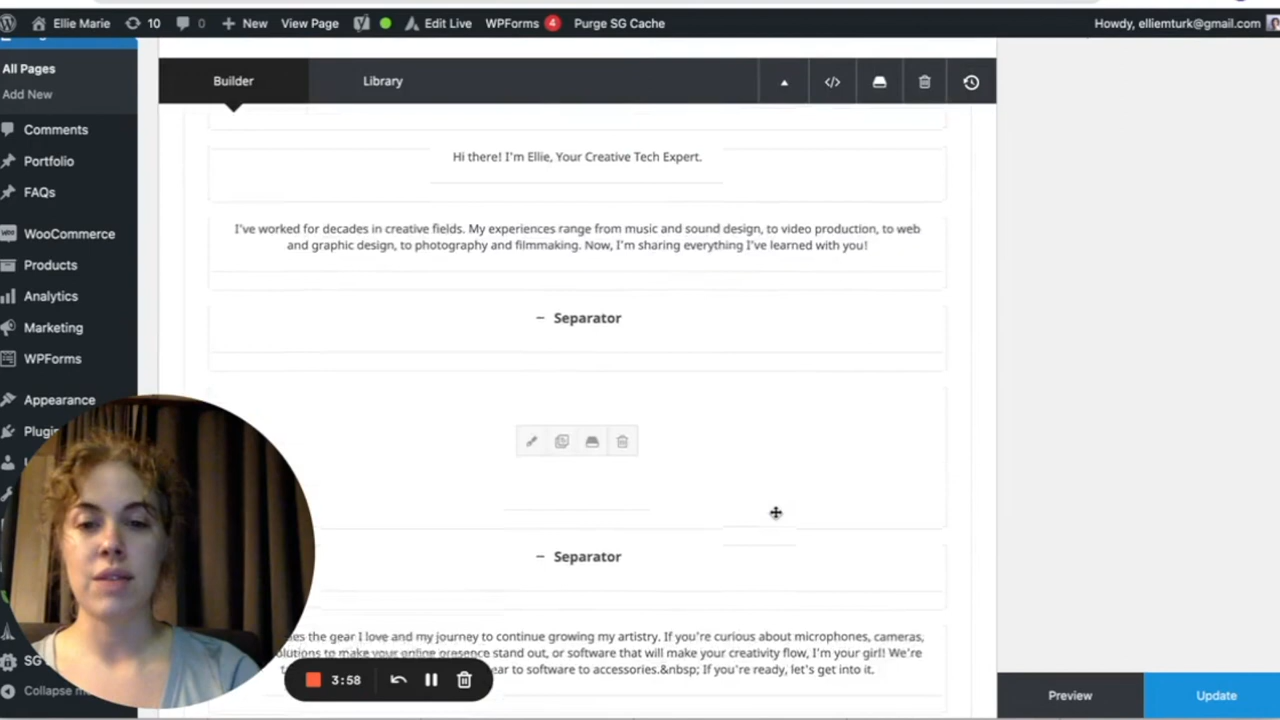 Ellie Marie 10 0 New View Page Edit Live WPForms 4 Purge SG Cache Howdy, elliemturk@gmail.com
All Pages
Add New
Comments
Portfolio
FAQs
WooCommerce
Products
Analytics
Marketing
WPForms
Appearance
Plugin
SG
Collapse me
Builder Library
Hi there! I'm Ellie, Your Creative Tech Expert.
I've worked for decades in creative fields. My experiences range from music and sound design, to video production, to web
and graphic design, to photography and filmmaking. Now, I'm sharing everything I've learned with you!
Separator
Separator
the gear I love and my journey to continue growing my artistry. If you're curious about microphones, cameras,
to make your online presence stand out, or software that will make your creativity flow, I'm your girl! We're
to software to accessories.&nbsp; If you're ready, let's get into it.
3:58
Preview Update